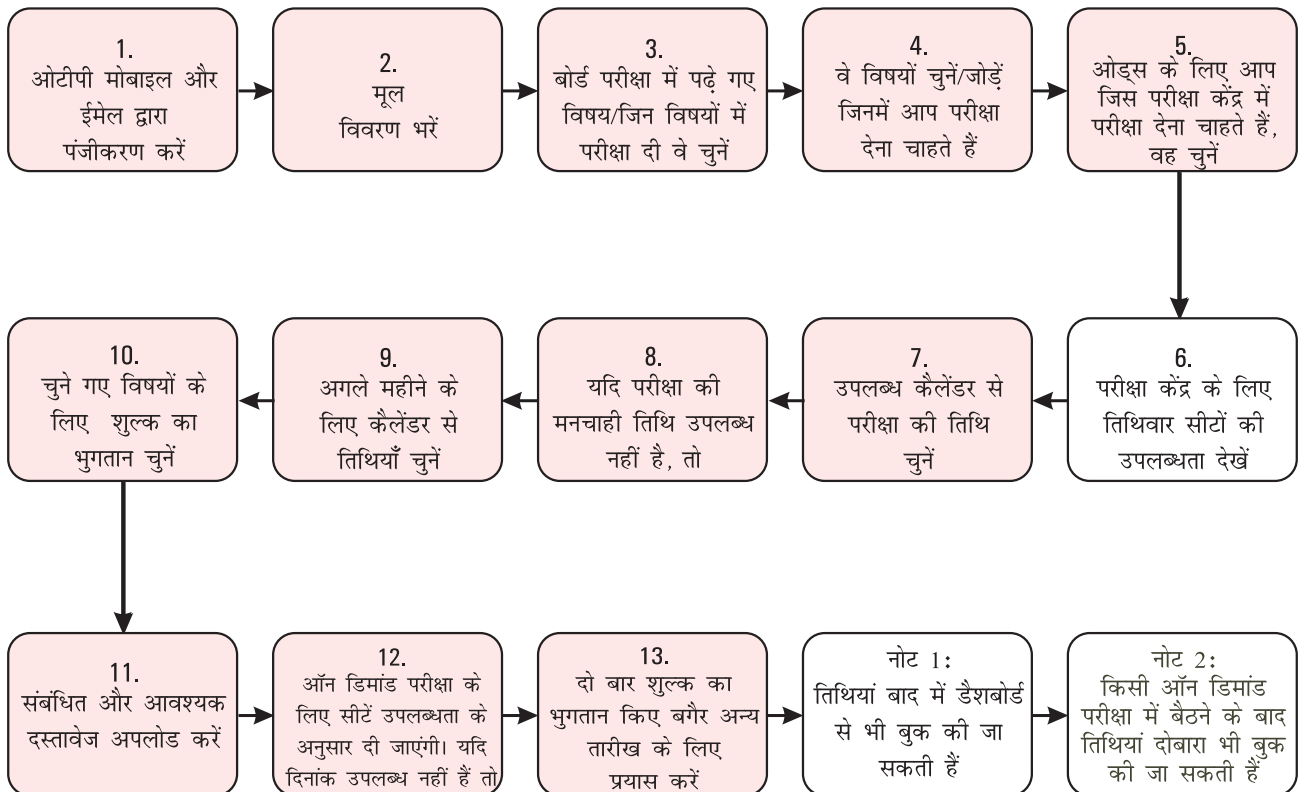 1.
ओटीपी मोबाइल और
ईमेल द्वारा
पंजीकरण करें
2.
मूल
विवरण भरें
3.
बोर्ड परीक्षा में पढ़े गए
विषय/जिन विषयों में
परीक्षा दी वे चुनें
4.
वे विषयों चुनें/जोड़ें
जिनमें आप परीक्षा
देना चाहते हैं
5.
ओड्स के लिए आप
जिस परीक्षा केंद्र में
परीक्षा देना चाहते हैं,
वह चुनें
6.
परीक्षा केंद्र के लिए
तिथिवार सीटों की
उपलब्धता देखें
7.
उपलब्ध कैलेंडर से
परीक्षा की तिथि
चुनें
8.
यदि परीक्षा की
मनचाही तिथि उपलब्ध
नहीं है, तो
9.
अगले महीने के
लिए कैलेंडर से
तिथियाँ चुनें
10.
चुने गए विषयों के
लिए शुल्क का
भुगतान चुनें
11.
संबंधित और आवश्यक
दस्तावेज अपलोड करें
12.
ऑन डिमांड परीक्षा के
लिए सीटें उपलब्धता के
अनुसार दी जाएंगी। यदि
दिनांक उपलब्ध नहीं हैं तो
13.
दो बार शुल्क का
भुगतान किए बगैर अन्य
तारीख के लिए
प्रयास करें
नोट 1:
तिथियां बाद में डैशबोर्ड
से भी बुक की जा
सकती हैं
नोट 2:
किसी ऑन डिमांड
परीक्षा में बैठने के बाद
तिथियां दोबारा भी बुक
की जा सकती हैं